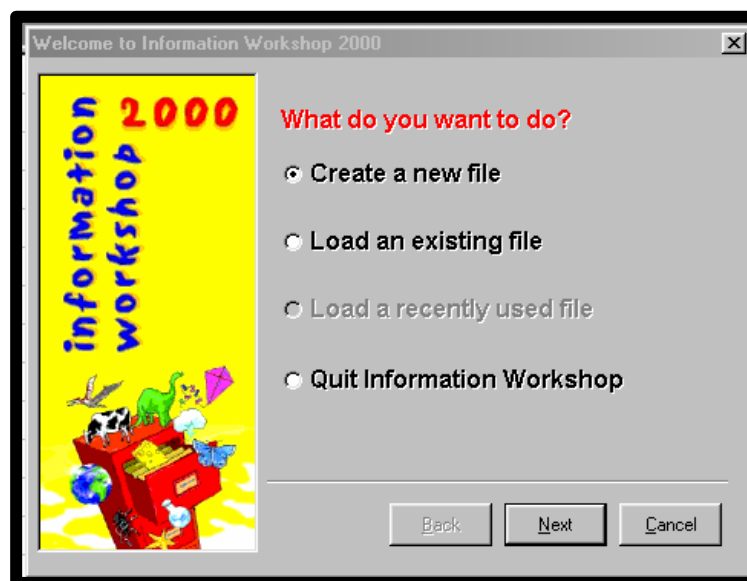 Welcome to Information Workshop 2000
2000
information
workshop
What do you want to do?
Create a new file
Load an existing file
Load a recently used file
Quit Information Workshop
Back
Next
Cancel